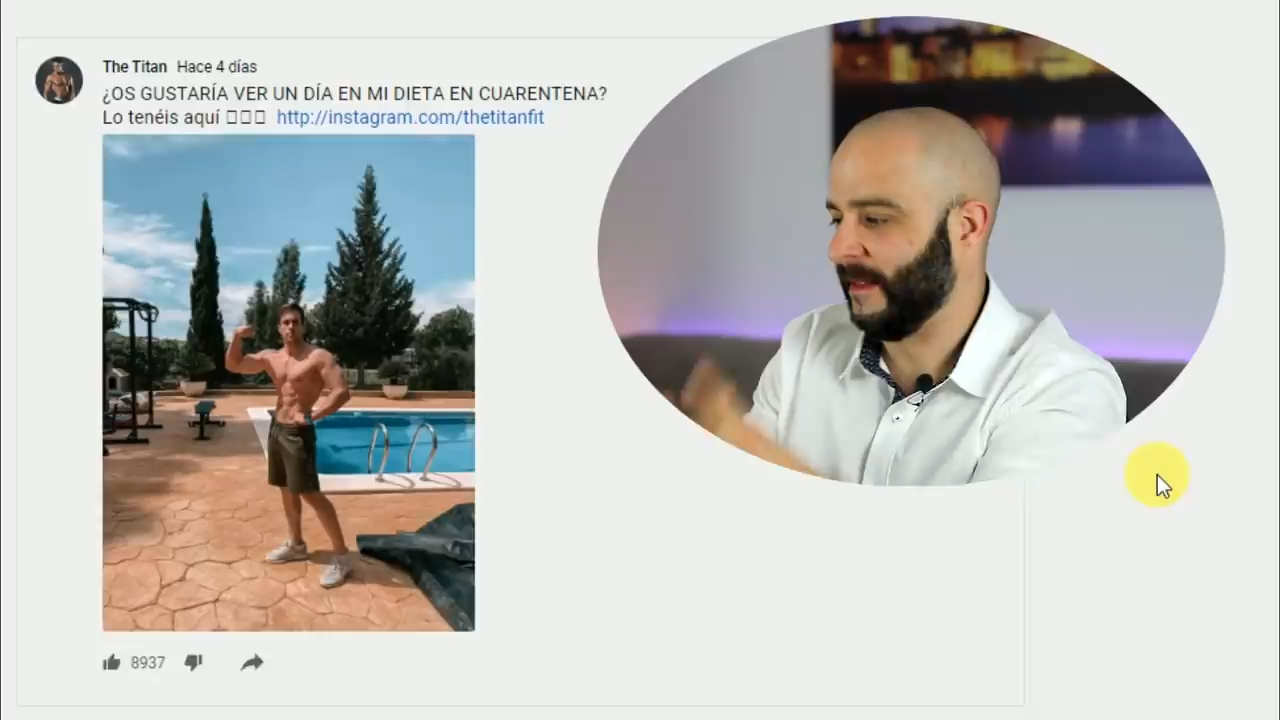 The Titan Hace 4 días
¿OS GUSTARÍA VER UN DÍA EN MI DIETA EN CUARENTENA?
Lo tenéis aquí □□□ http://instagram.com/thetitanfit
8937